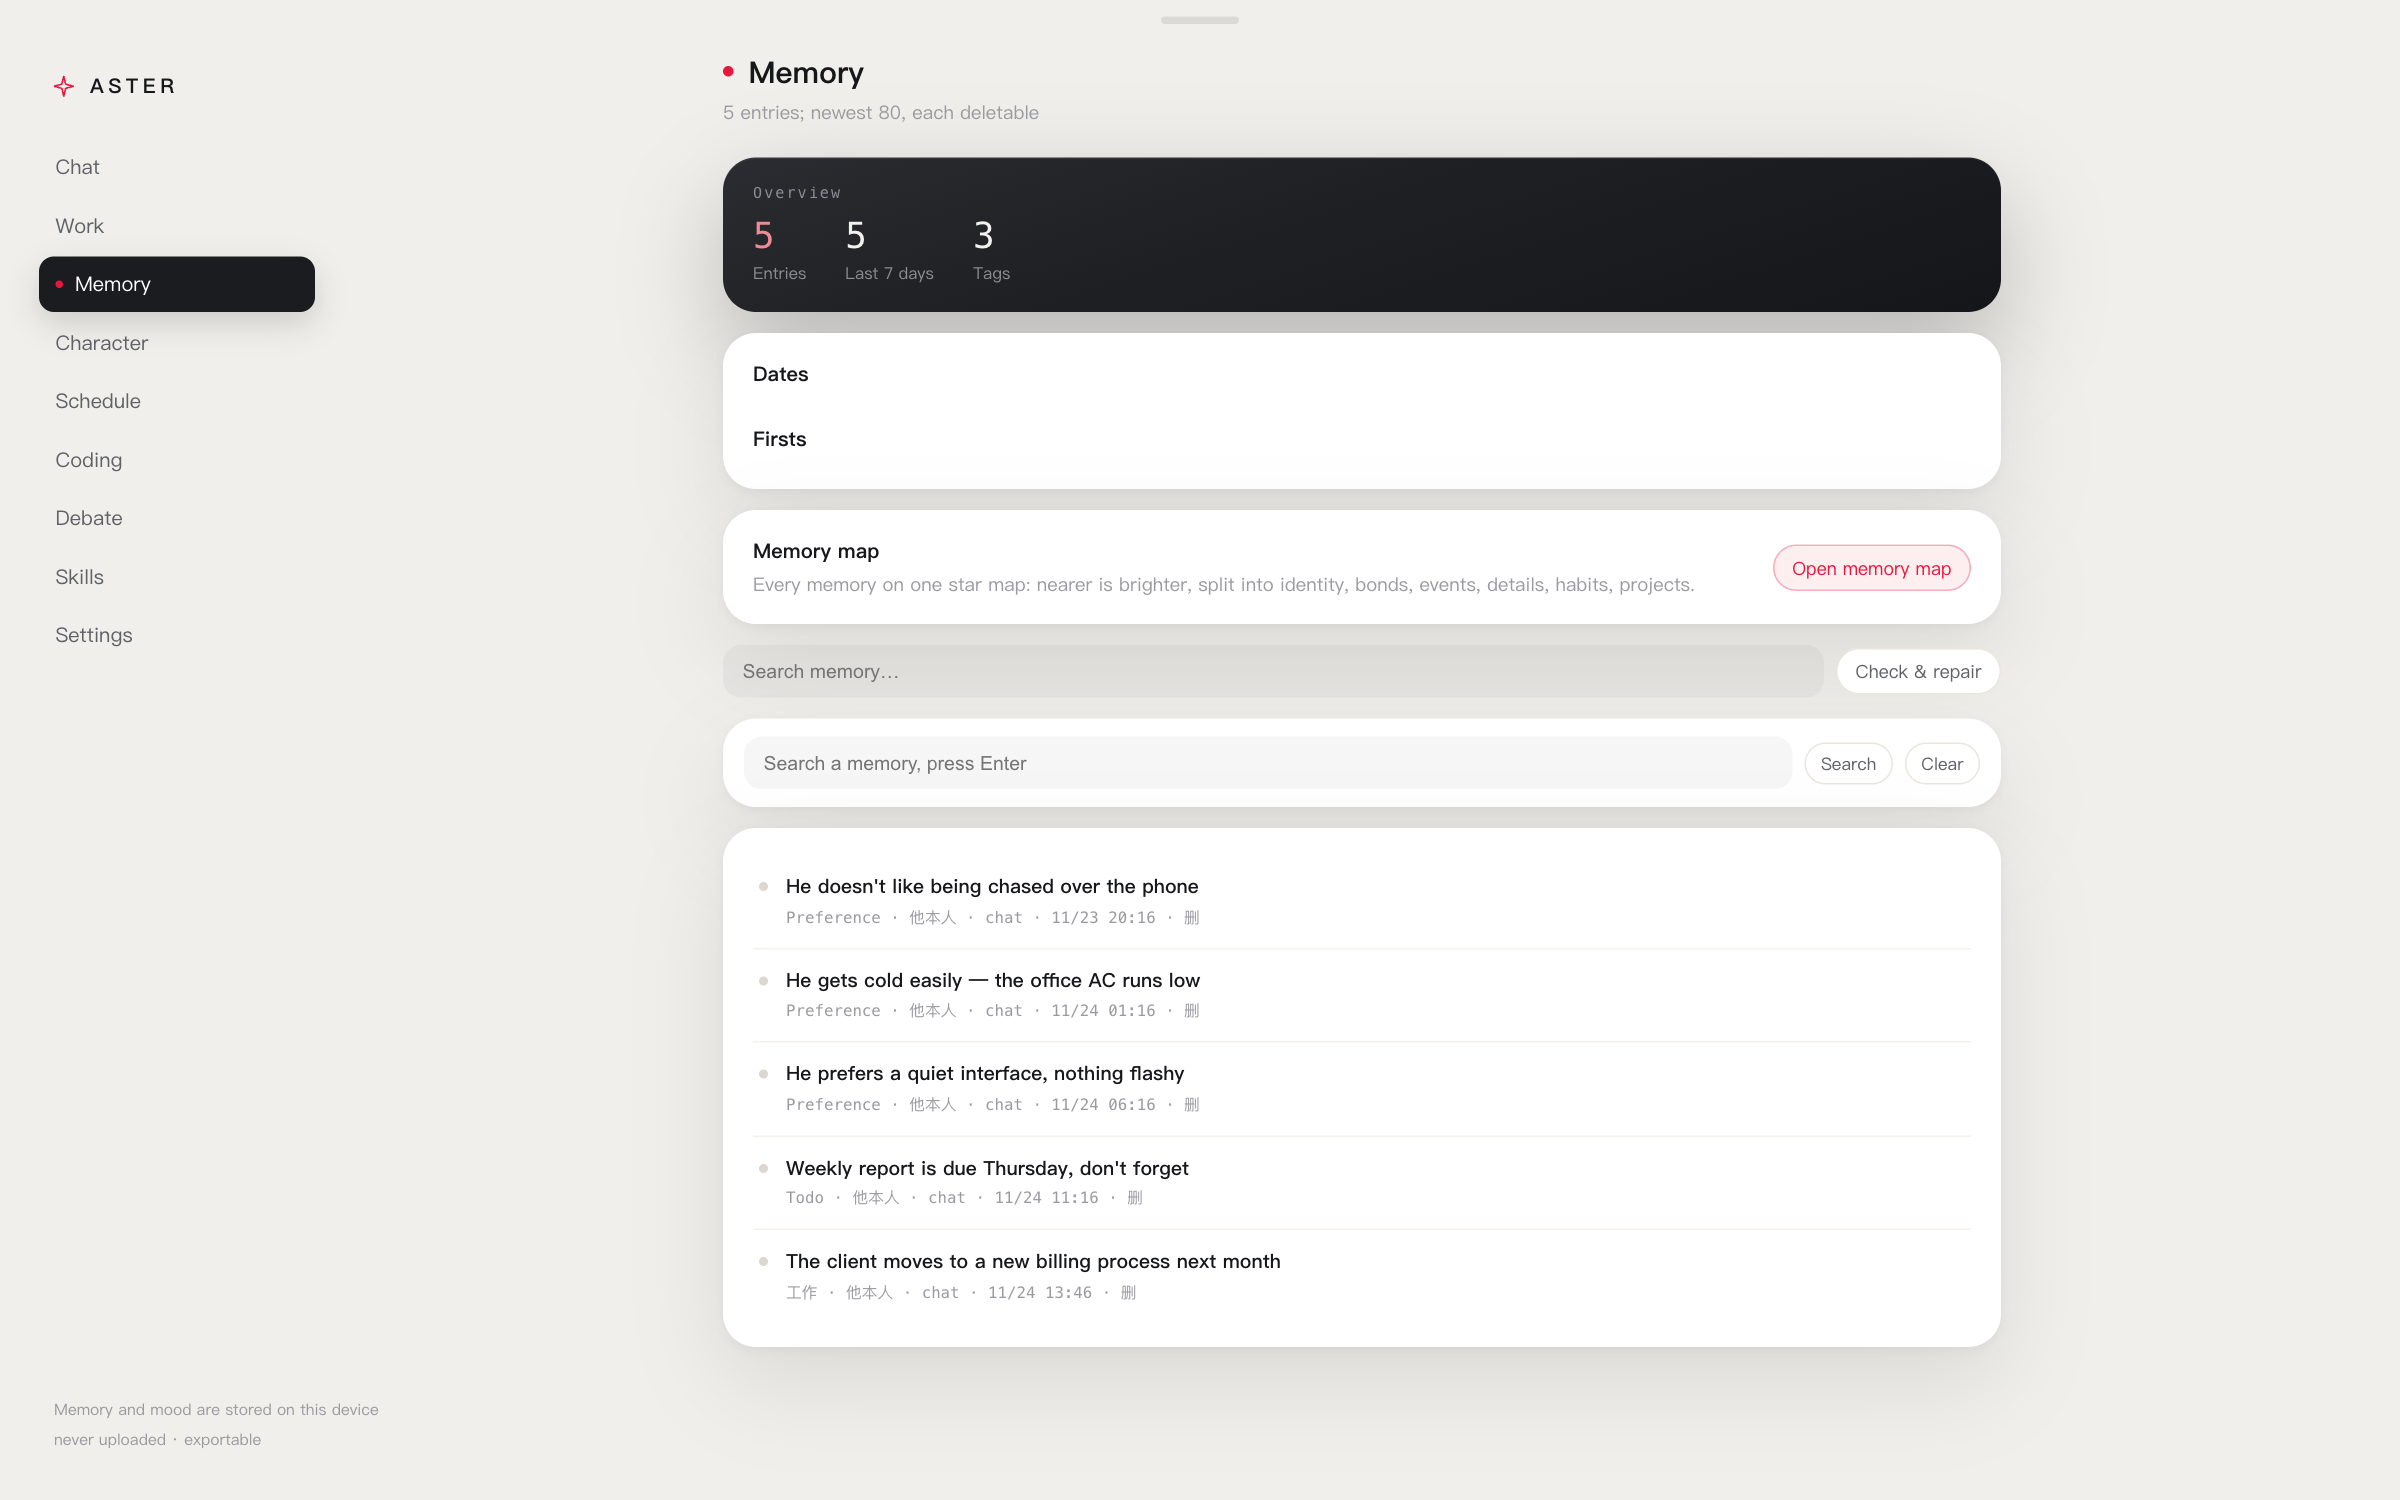 ASTER
Chat
Work
Memory
Character
Schedule
Coding
Debate
Skills
Settings
Memory and mood are stored on this device
never uploaded · exportable
Memory
5 entries; newest 80, each deletable
Overview
5 5 3
Entries Last 7 days Tags
Dates
Firsts
Memory map
Every memory on one star map: nearer is brighter, split into identity, bonds, events, details, habits, projects.
Open memory map
Search memory...
Check & repair
Search a memory, press Enter
Search
Clear
He doesn't like being chased over the phone
Preference · 他本人 · chat · 11/23 20:16 · 删
He gets cold easily — the office AC runs low
Preference · 他本人 · chat · 11/24 01:16 · 删
He prefers a quiet interface, nothing flashy
Preference · 他本人 · chat · 11/24 06:16 · 删
Weekly report is due Thursday, don't forget
Todo · 他本人 · chat · 11/24 11:16 · 删
The client moves to a new billing process next month
工作 · 他本人 · chat · 11/24 13:46 · 删